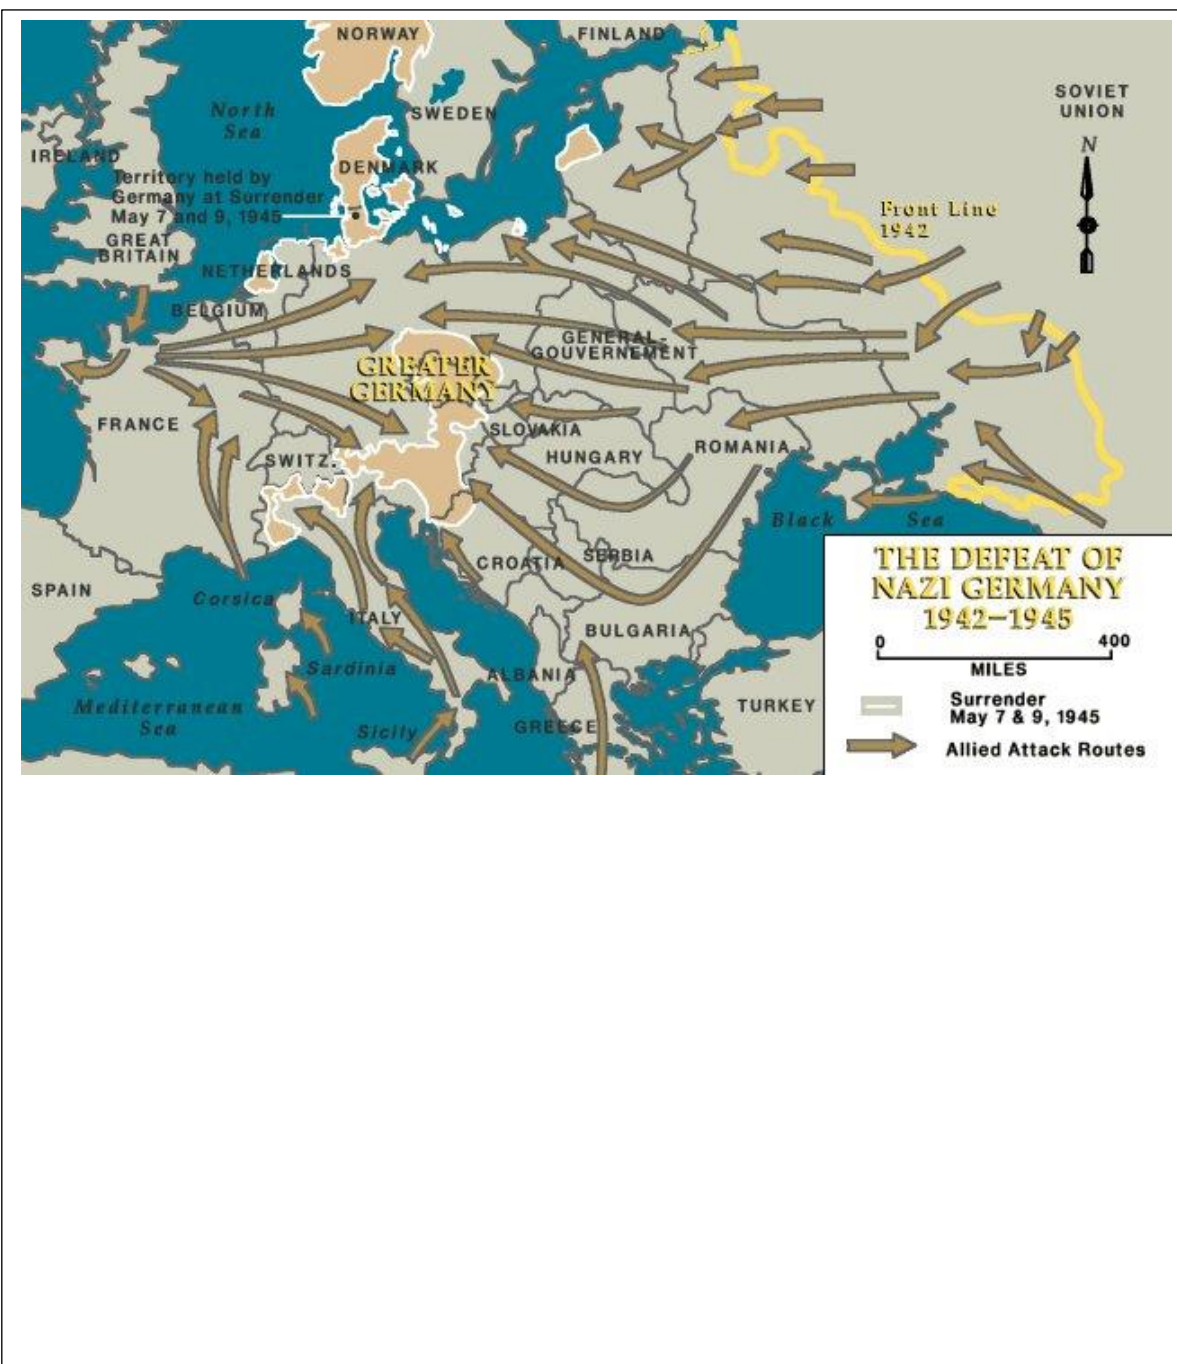 NORWAY
FINLAND
SOVIET
UNION
North
Sea
SWEDEN
N
IRELAND
DENMARK
Territory held by
Germany at Surrender
May 7 and 9, 1945
Front Line
1942
GREAT
BRITAIN
NETHERLANDS
BELGIUM
GENERAL-
GOUVERNEMENT
GREATER
GERMANY
FRANCE
SLOVAKIA
SWITZ.
HUNGARY
ROMANIA
Black Sea
CROATIA
SERBIA
SPAIN
Corsica
ITALY
BULGARIA
Sardinia
ALBANIA
Mediterranean
Sea
Sicily
GREECE
TURKEY
THE DEFEAT OF
NAZI GERMANY
1942–1945
0 400
MILES
Surrender
May 7 & 9, 1945
Allied Attack Routes